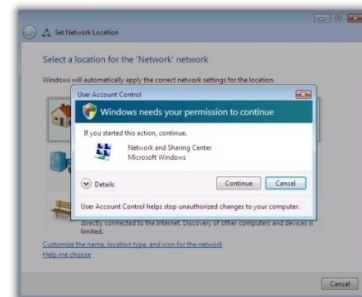 Set Network Location
Select a location for the 'Network' network
Windows will automatically apply the correct network settings for the location.
User Account Control
Windows needs your permission to continue
If you started this action, continue.
Network and Sharing Center
Microsoft Windows
Details
Continue
Cancel
User Account Control helps stop unauthorized changes to your computer.
directly connected to the Internet. Discovery of other computers and devices is
limited.
Customize the name, location type, and icon for the network
Help me choose
Cancel